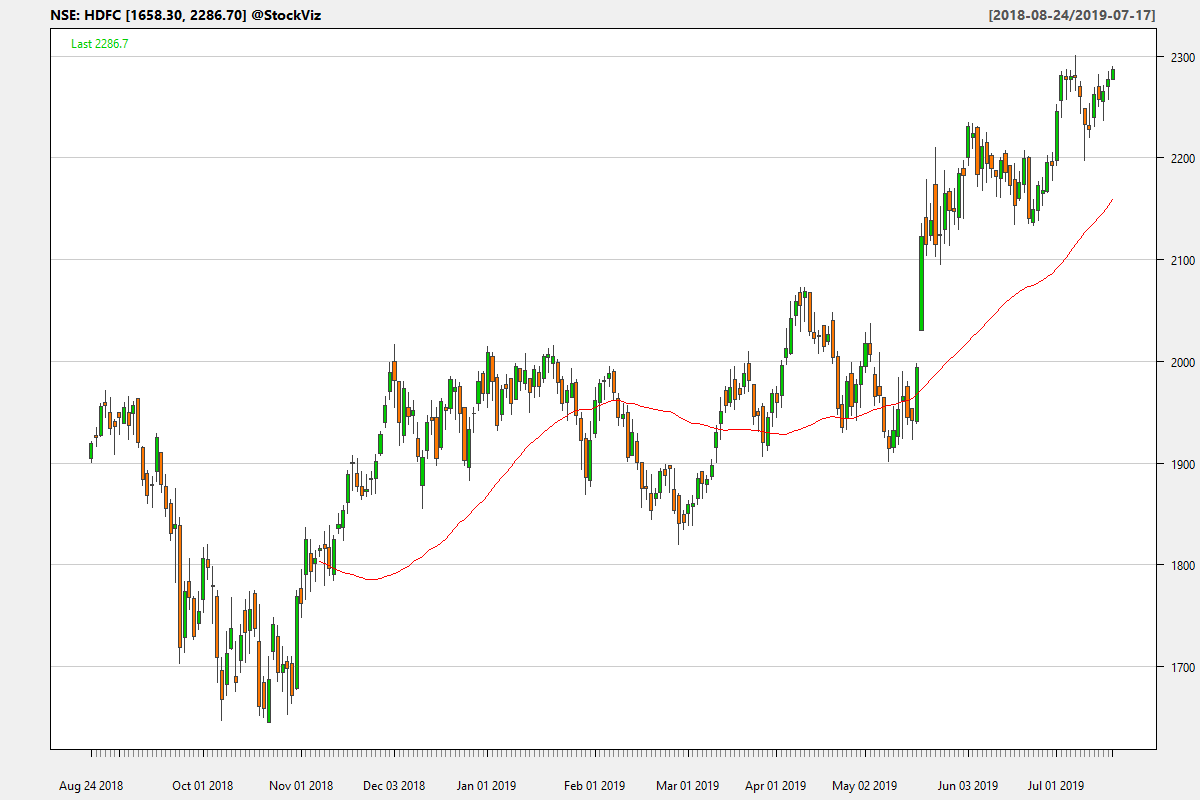 NSE: HDFC [1658.30, 2286.70] @StockViz [2018-08-24/2019-07-17]
Last 2286.7
2300
2200
2100
2000
1900
1800
1700
Aug 24 2018 Oct 01 2018 Nov 01 2018 Dec 03 2018 Jan 01 2019 Feb 01 2019 Mar 01 2019 Apr 01 2019 May 02 2019 Jun 03 2019 Jul 01 2019